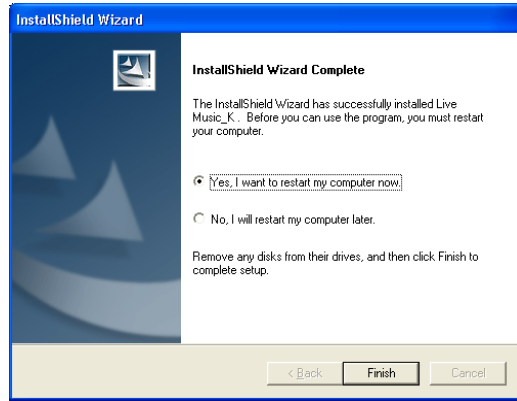 InstallShield Wizard
InstallShield Wizard Complete
The InstallShield Wizard has successfully installed Live
Music_K . Before you can use the program, you must restart
your computer.
Yes, I want to restart my computer now.
No, I will restart my computer later.
Remove any disks from their drives, and then click Finish to
complete setup.
< Back Finish Cancel